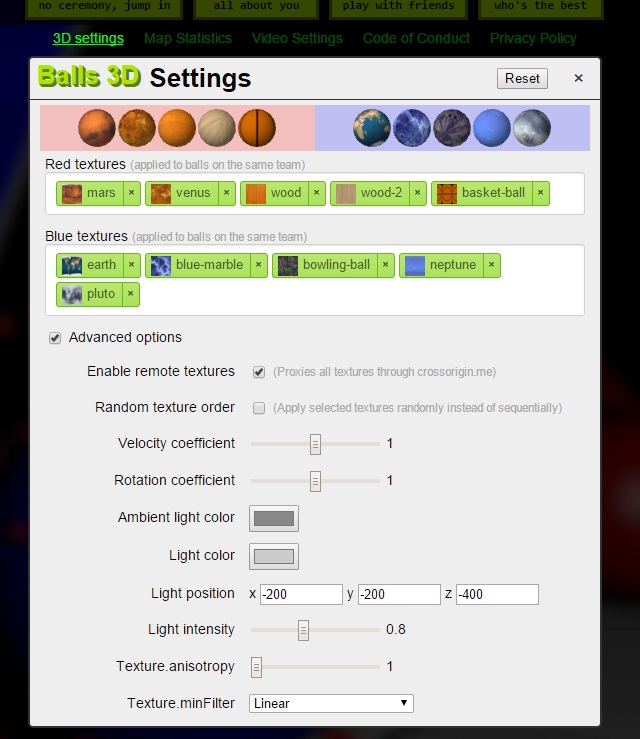 no ceremony, jump in all about you play with friends who's the best
3D settings Map Statistics Video Settings Code of Conduct Privacy Policy
Balls 3D Settings Reset ×
Red textures (applied to balls on the same team)
mars × venus × wood × wood-2 × basket-ball ×
Blue textures (applied to balls on the same team)
earth × blue-marble × bowling-ball × neptune ×
pluto ×
Advanced options
Enable remote textures (Proxies all textures through crossorigin.me)
Random texture order (Apply selected textures randomly instead of sequentially)
Velocity coefficient 1
Rotation coefficient 1
Ambient light color
Light color
Light position x -200 y -200 z -400
Light intensity 0.8
Texture.anisotropy 1
Texture.minFilter Linear